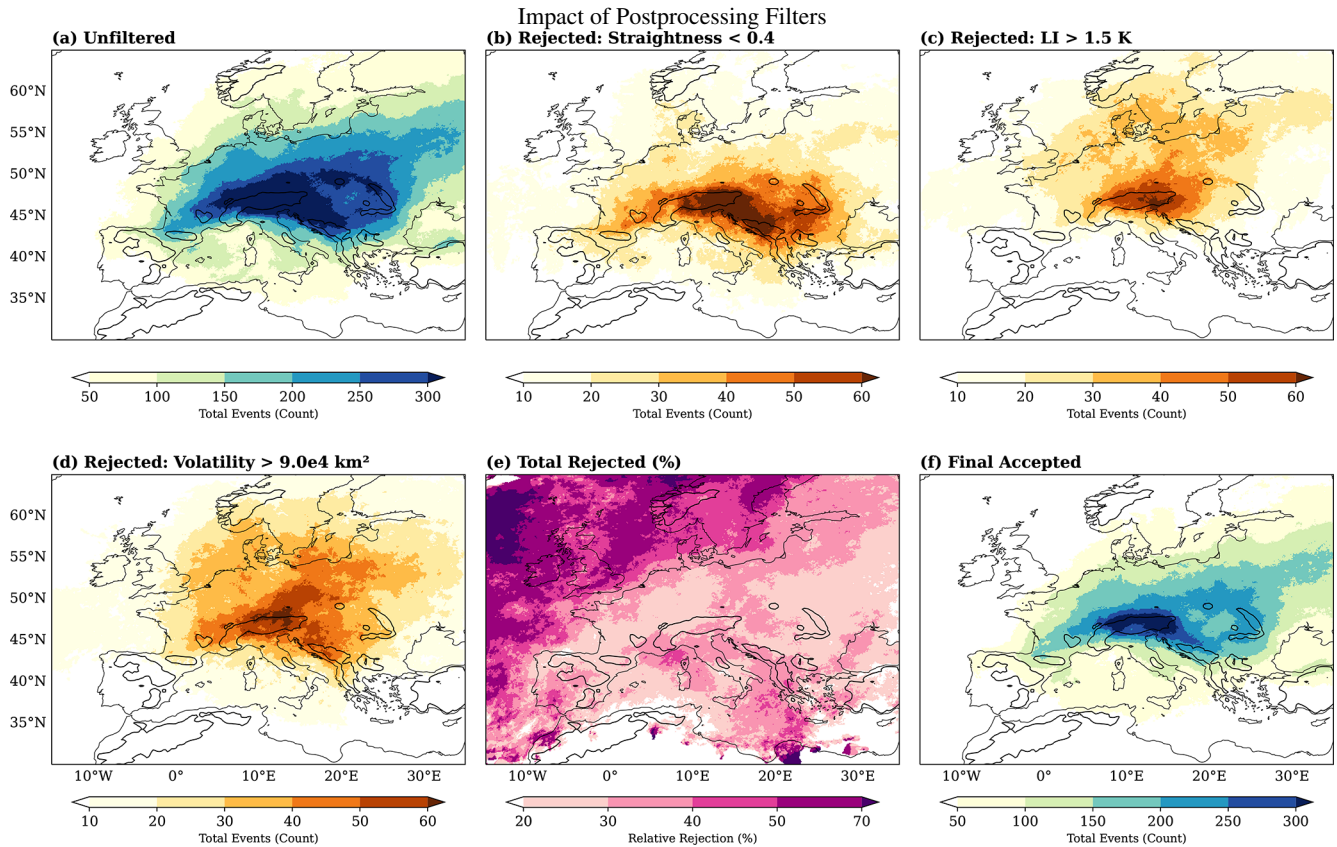 Impact of Postprocessing Filters
(a) Unfiltered
(b) Rejected: Straightness < 0.4
(c) Rejected: LI > 1.5 K
60°N
55°N
50°N
45°N
40°N
35°N
50 100 150 200 250 300
Total Events (Count)
10 20 30 40 50 60
Total Events (Count)
10 20 30 40 50 60
Total Events (Count)
(d) Rejected: Volatility > 9.0e4 km²
(e) Total Rejected (%)
(f) Final Accepted
60°N
55°N
50°N
45°N
40°N
35°N
10°W 0° 10°E 20°E 30°E
10°W 0° 10°E 20°E 30°E
10°W 0° 10°E 20°E 30°E
10 20 30 40 50 60
Total Events (Count)
20 30 40 50 70
Relative Rejection (%)
50 100 150 200 250 300
Total Events (Count)